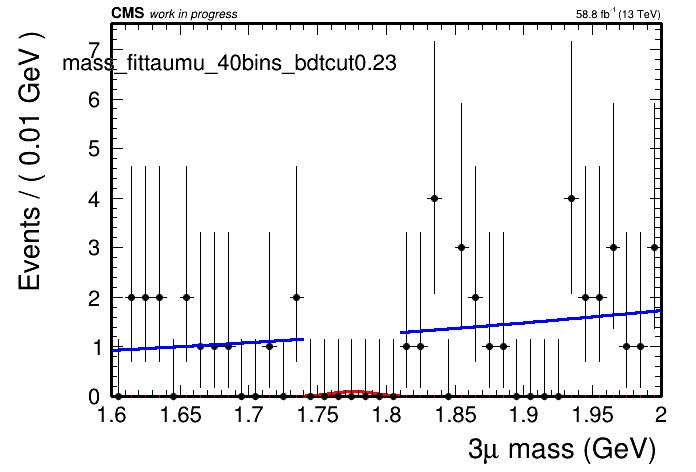 CMS work in progress
58.8 fb⁻¹ (13 TeV)
mass_fittaumu_40bins_bdtcut0.23
Events / ( 0.01 GeV )
7
6
5
4
3
2
1
0
1.6 1.65 1.7 1.75 1.8 1.85 1.9 1.95 2
3μ mass (GeV)